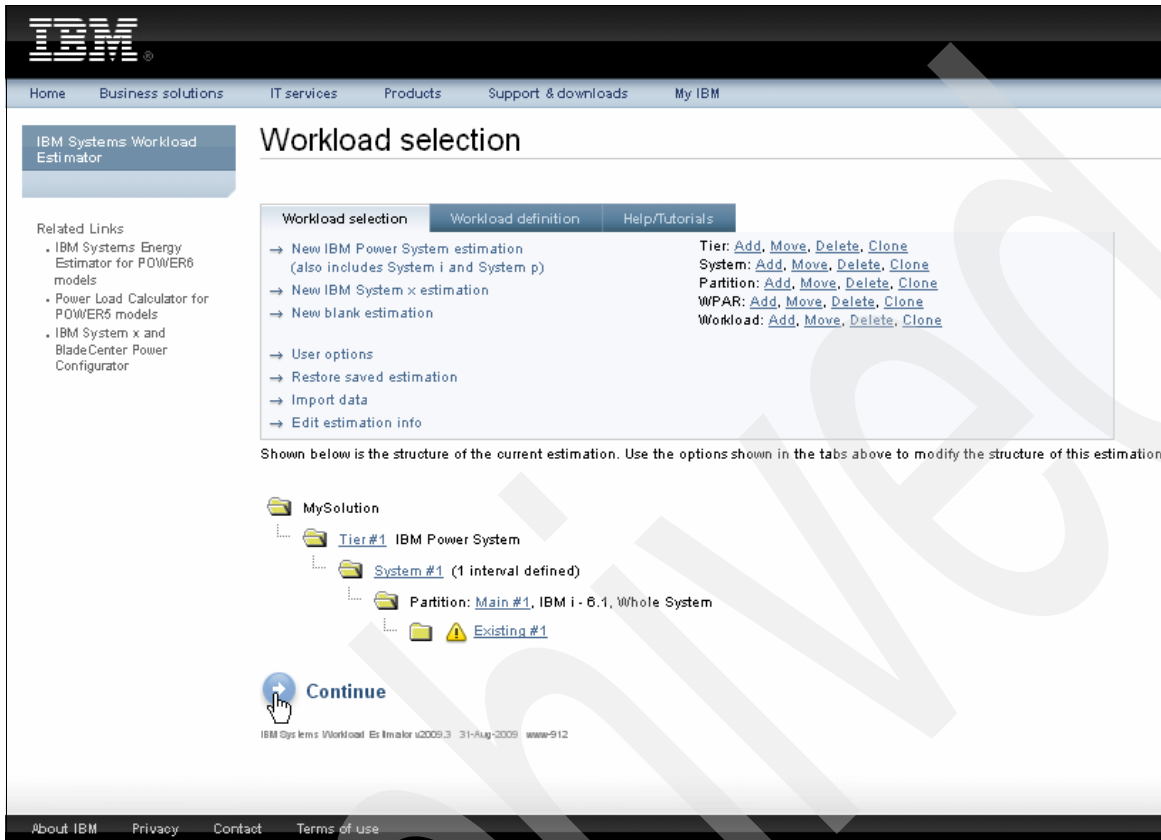 IBM®
Home Business solutions IT services Products Support & downloads My IBM
IBM Systems Workload
Estimator
Workload selection
Related Links
IBM Systems Energy
Estimator for POWER6
models
Power Load Calculator for
POWER5 models
IBM System x and
BladeCenter Power
Configurator
Workload selection Workload definition Help/Tutorials
→ New IBM Power System estimation
(also includes System i and System p)
→ New IBM System x estimation
→ New blank estimation
→ User options
→ Restore saved estimation
→ Import data
→ Edit estimation info
Tier: Add, Move, Delete, Clone
System: Add, Move, Delete, Clone
Partition: Add, Move, Delete, Clone
WPAR: Add, Move, Delete, Clone
Workload: Add, Move, Delete, Clone
Shown below is the structure of the current estimation. Use the options shown in the tabs above to modify the structure of this estimation
MySolution
Tier #1 IBM Power System
System #1 (1 interval defined)
Partition: Main #1, IBM i - 6.1, Whole System
Existing #1
Continue
IBM Systems Workload Estimator v2009.3 31-Aug-2009 www-912
About IBM Privacy Contact Terms of use